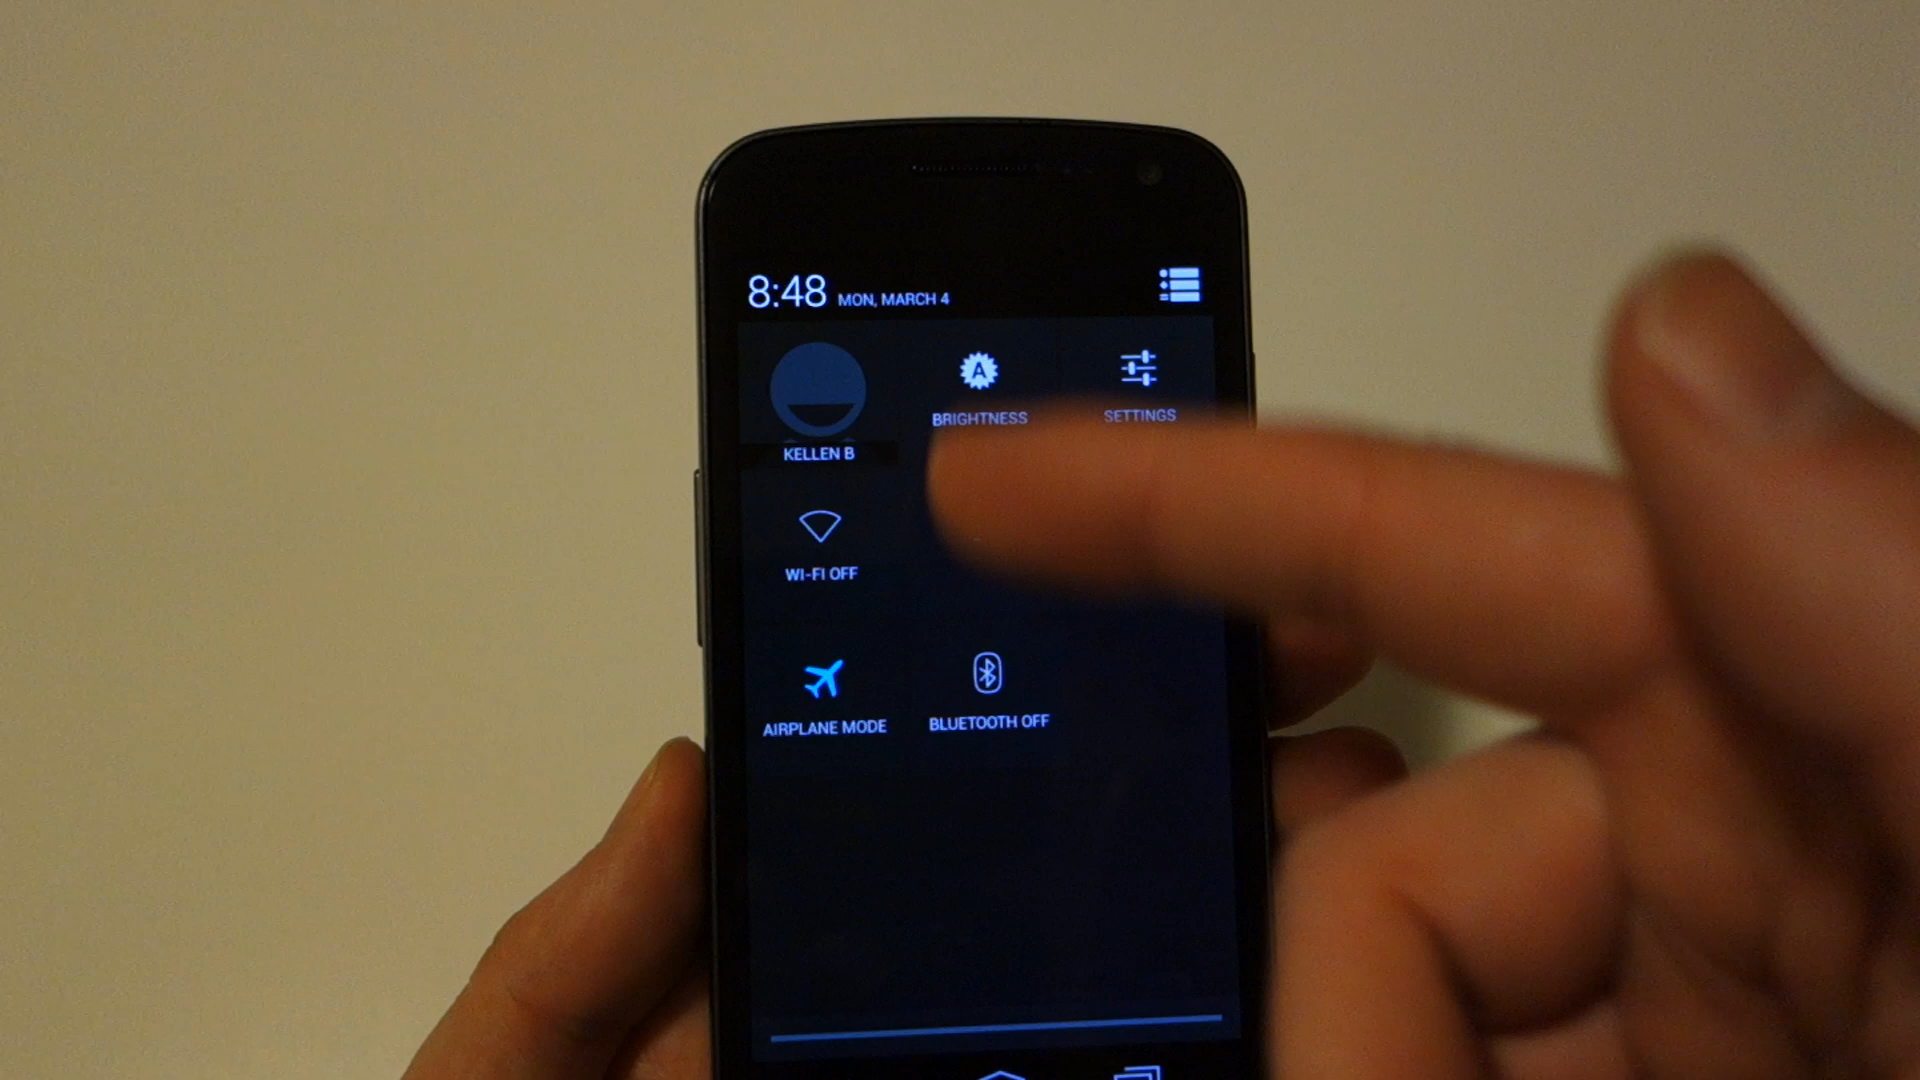 8:48 MON, MARCH 4
KELLEN B
BRIGHTNESS
SETTINGS
WI-FI OFF
AIRPLANE MODE
BLUETOOTH OFF